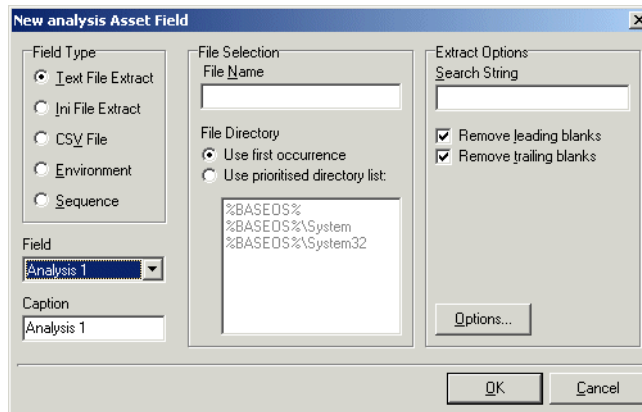 New analysis Asset Field
Field Type
Text File Extract
Ini File Extract
CSV File
Environment
Sequence
Field
Analysis 1
Caption
Analysis 1
File Selection
File Name
File Directory
Use first occurrence
Use prioritised directory list:
%BASEOS%
%BASEOS%\System
%BASEOS%\System32
Extract Options
Search String
Remove leading blanks
Remove trailing blanks
Options...
OK
Cancel